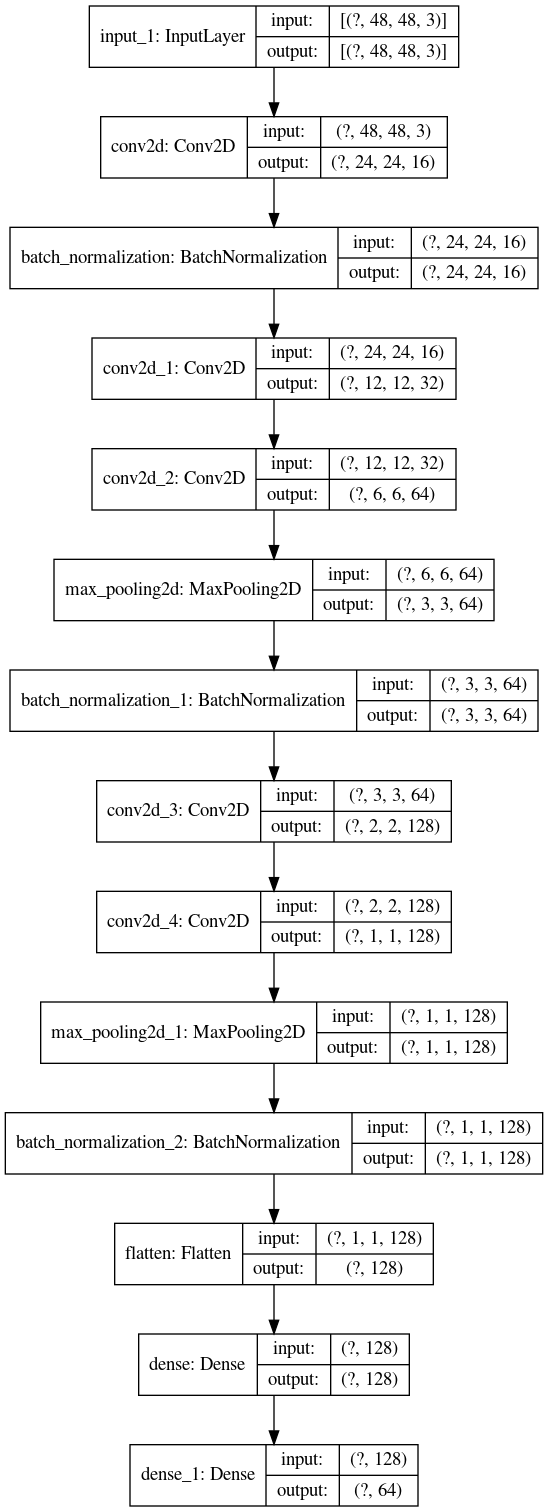 input_1: InputLayer
input:
[(?, 48, 48, 3)]
output:
[(?, 48, 48, 3)]
conv2d: Conv2D
input:
(?, 48, 48, 3)
output:
(?, 24, 24, 16)
batch_normalization: BatchNormalization
input:
(?, 24, 24, 16)
output:
(?, 24, 24, 16)
conv2d_1: Conv2D
input:
(?, 24, 24, 16)
output:
(?, 12, 12, 32)
conv2d_2: Conv2D
input:
(?, 12, 12, 32)
output:
(?, 6, 6, 64)
max_pooling2d: MaxPooling2D
input:
(?, 6, 6, 64)
output:
(?, 3, 3, 64)
batch_normalization_1: BatchNormalization
input:
(?, 3, 3, 64)
output:
(?, 3, 3, 64)
conv2d_3: Conv2D
input:
(?, 3, 3, 64)
output:
(?, 2, 2, 128)
conv2d_4: Conv2D
input:
(?, 2, 2, 128)
output:
(?, 1, 1, 128)
max_pooling2d_1: MaxPooling2D
input:
(?, 1, 1, 128)
output:
(?, 1, 1, 128)
batch_normalization_2: BatchNormalization
input:
(?, 1, 1, 128)
output:
(?, 1, 1, 128)
flatten: Flatten
input:
(?, 1, 1, 128)
output:
(?, 128)
dense: Dense
input:
(?, 128)
output:
(?, 128)
dense_1: Dense
input:
(?, 128)
output:
(?, 64)